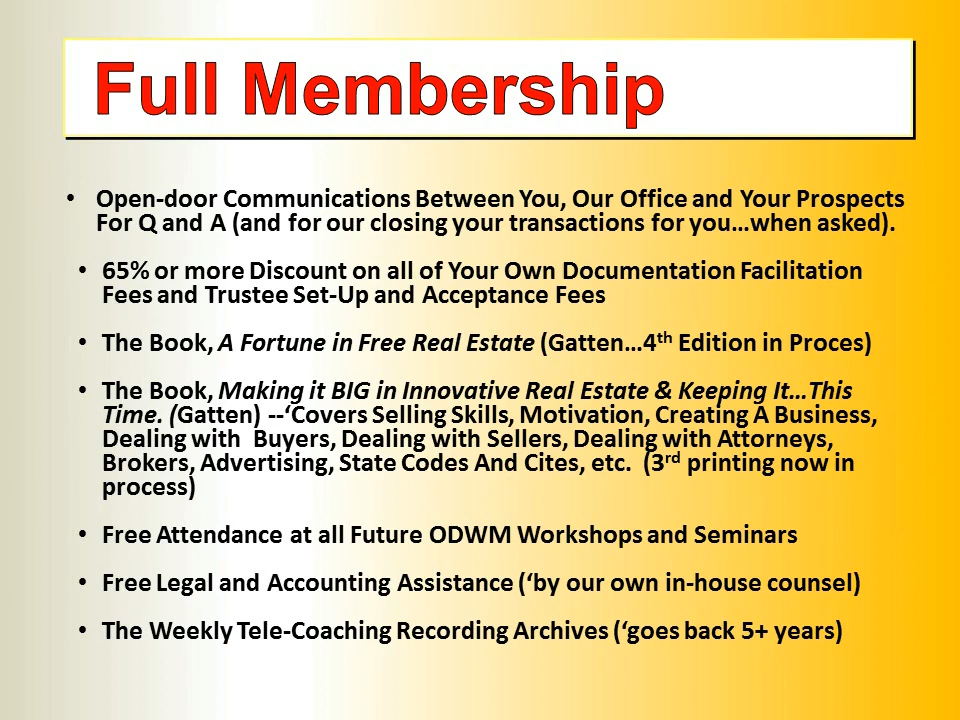 Full Membership
• Open-door Communications Between You, Our Office and Your Prospects
For Q and A (and for our closing your transactions for you…when asked).
• 65% or more Discount on all of Your Own Documentation Facilitation
Fees and Trustee Set-Up and Acceptance Fees
• The Book, A Fortune in Free Real Estate (Gatten…4th Edition in Proces)
• The Book, Making it BIG in Innovative Real Estate & Keeping It…This
Time. (Gatten) --‘Covers Selling Skills, Motivation, Creating A Business,
Dealing with  Buyers, Dealing with Sellers, Dealing with Attorneys,
Brokers, Advertising, State Codes And Cites, etc.  (3rd printing now in
process)
• Free Attendance at all Future ODWM Workshops and Seminars
• Free Legal and Accounting Assistance (‘by our own in-house counsel)
• The Weekly Tele-Coaching Recording Archives (‘goes back 5+ years)